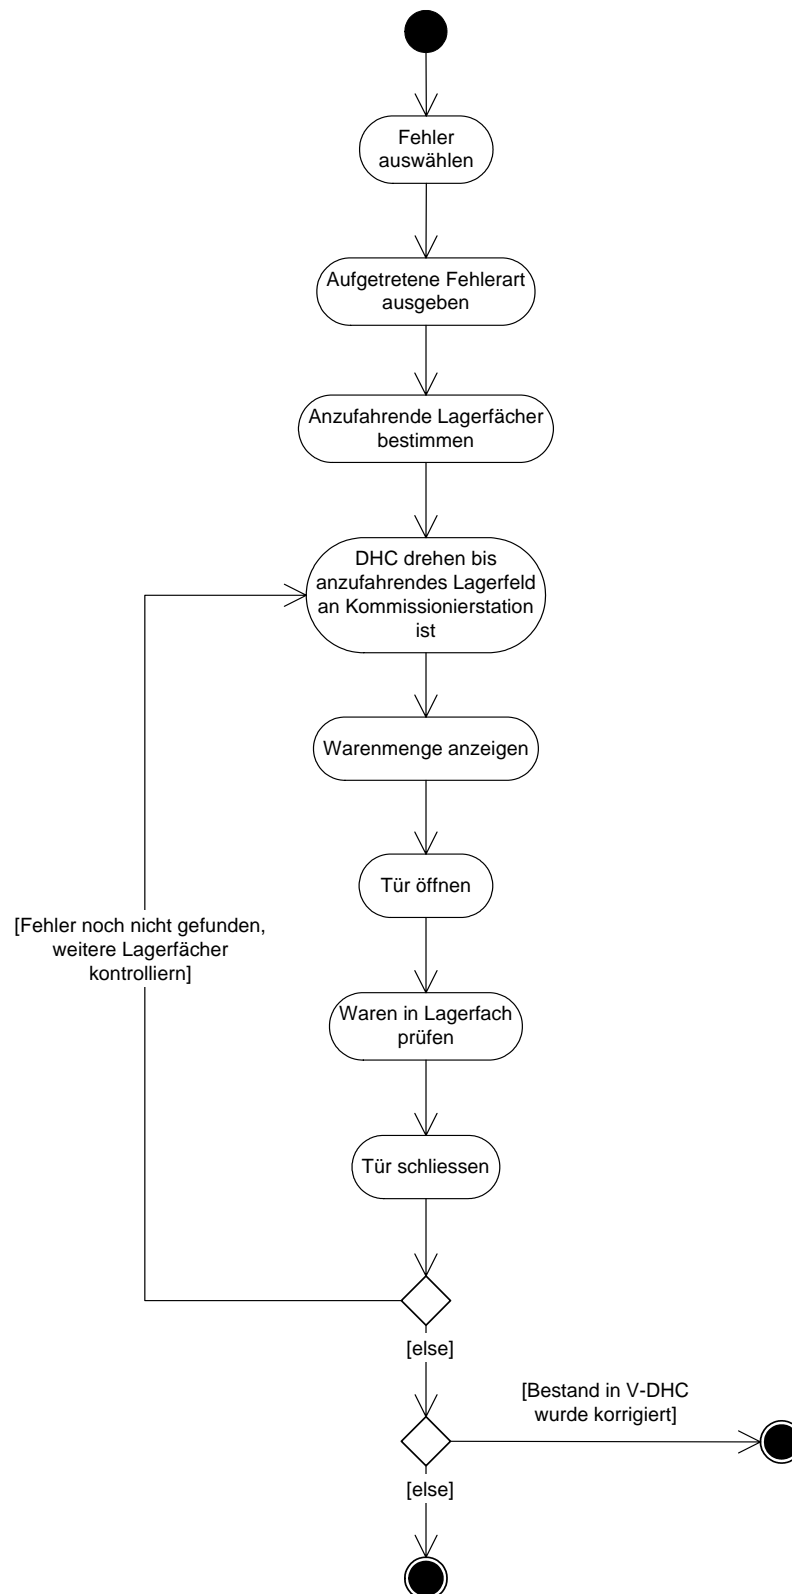 Fehler
auswählen
Aufgetretene Fehlerart
ausgeben
Anzufahrende Lagerfächer
bestimmen
DHC drehen bis
anzufahrendes Lagerfeld
an Kommissionierstation
ist
Warenmenge anzeigen
Tür öffnen
[Fehler noch nicht gefunden,
weitere Lagerfächer
kontrolliern]
Waren in Lagerfach
prüfen
Tür schliessen
[else]
[Bestand in V-DHC
wurde korrigiert]
[else]